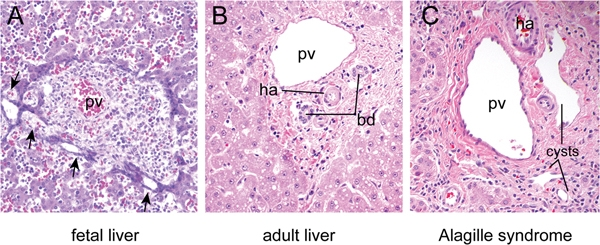 A
pv
fetal liver
B
pv
ha
bd
adult liver
C
ha
pv
cysts
Alagille syndrome